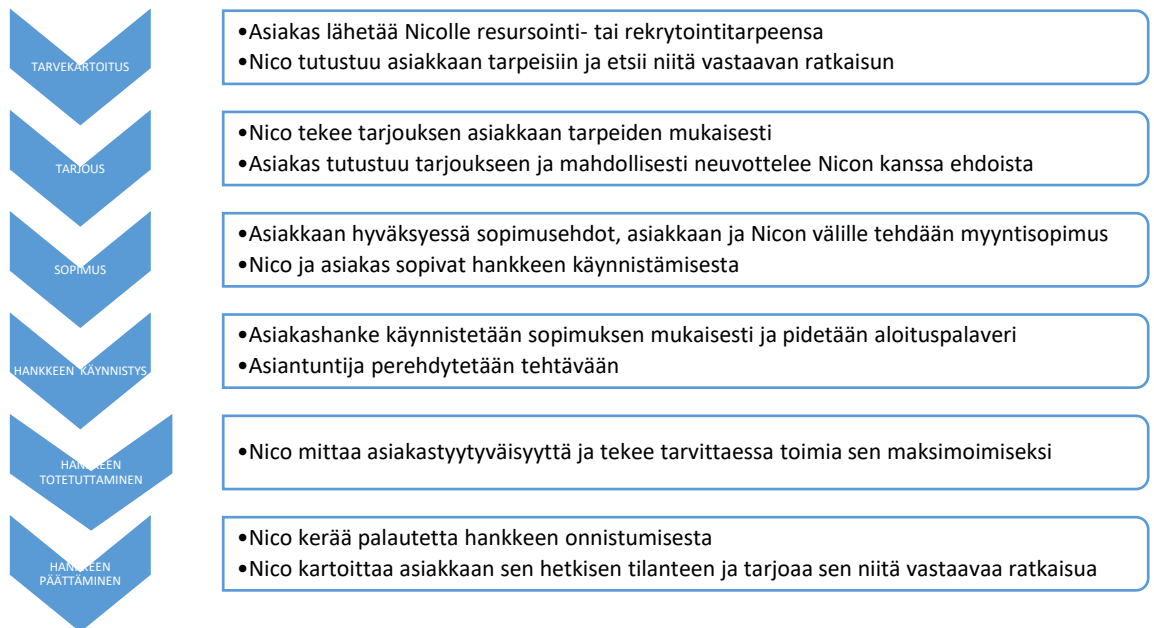 TARVEKARTOITUS
•Asiakas lähetää Nicolle resursointi- tai rekrytointitarpeensa
•Nico tutustuu asiakkaan tarpeisiin ja etsii niitä vastaavan ratkaisun
TARJOUS
•Nico tekee tarjouksen asiakkaan tarpeiden mukaisesti
•Asiakas tutustuu tarjoukseen ja mahdollisesti neuvottelee Nicon kanssa ehdoista
SOPIMUS
•Asiakkaan hyväksyessä sopimusehdot, asiakkaan ja Nicon välille tehdään myyntisopimus
•Nico ja asiakas sopivat hankkeen käynnistämisesta
HANKKEEN KÄYNNISTYS
•Asiakashanke käynnistetään sopimuksen mukaisesti ja pidetään aloituspalaveri
•Asiantuntija perehdytetään tehtävään
HANKKEEN
TOTETUTTAMINEN
•Nico mittaa asiakastyytyväisyyttä ja tekee tarvittaessa toimia sen maksimoimiseksi
HANKKEEN
PÄÄTTÄMINEN
•Nico kerää palautetta hankkeen onnistumisesta
•Nico kartoittaa asiakkaan sen hetkisen tilanteen ja tarjoaa sen niitä vastaavaa ratkaisua